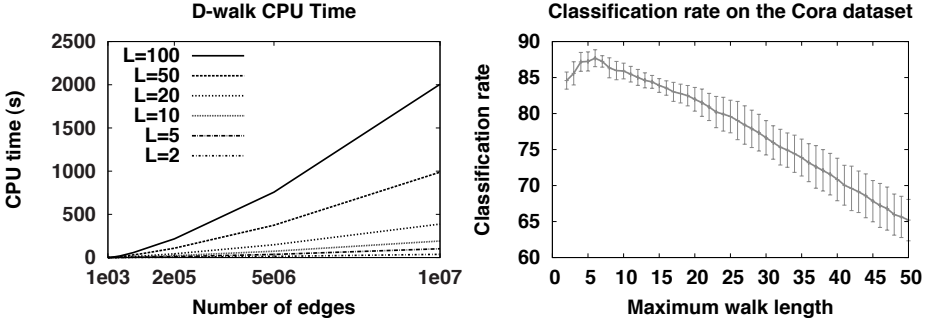 D-walk CPU Time
CPU time (s)
2500
2000
1500
1000
500
0
L=100
L=50
L=20
L=10
L=5
L=2
1e03 2e05 5e06 1e07
Number of edges
Classification rate on the Cora dataset
Classification rate
90
85
80
75
70
65
60
0 5 10 15 20 25 30 35 40 45 50
Maximum walk length